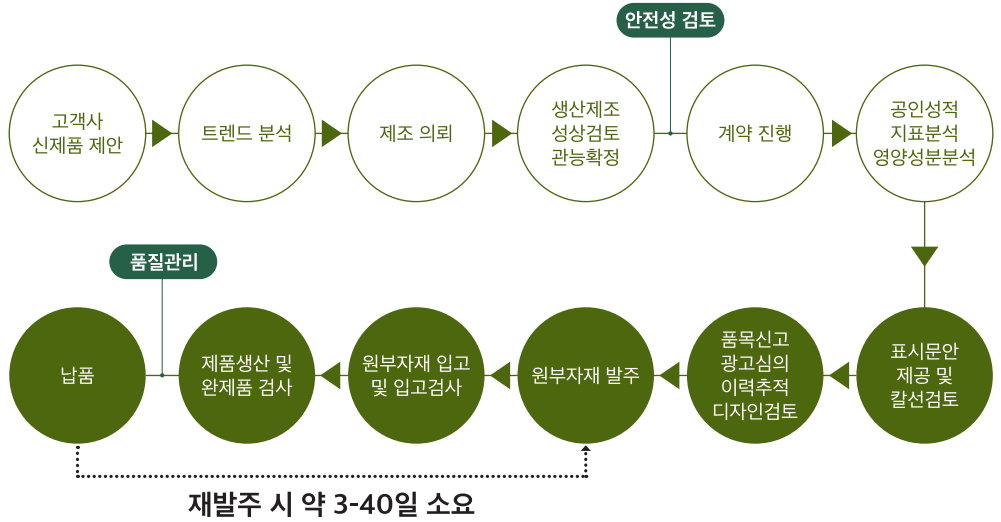 안전성 검토
고객사
신제품 제안
트렌드 분석
제조 의뢰
생산제조
성상검토
관능확정
계약 진행
공인성적
지표분석
영양성분분석
품질관리
납품
제품생산 및
완제품 검사
원부자재 입고
및 입고검사
원부자재 발주
품목신고
광고심의
이력추적
디자인검토
표시문안
제공 및
칼선검토
재발주 시 약 3-40일 소요